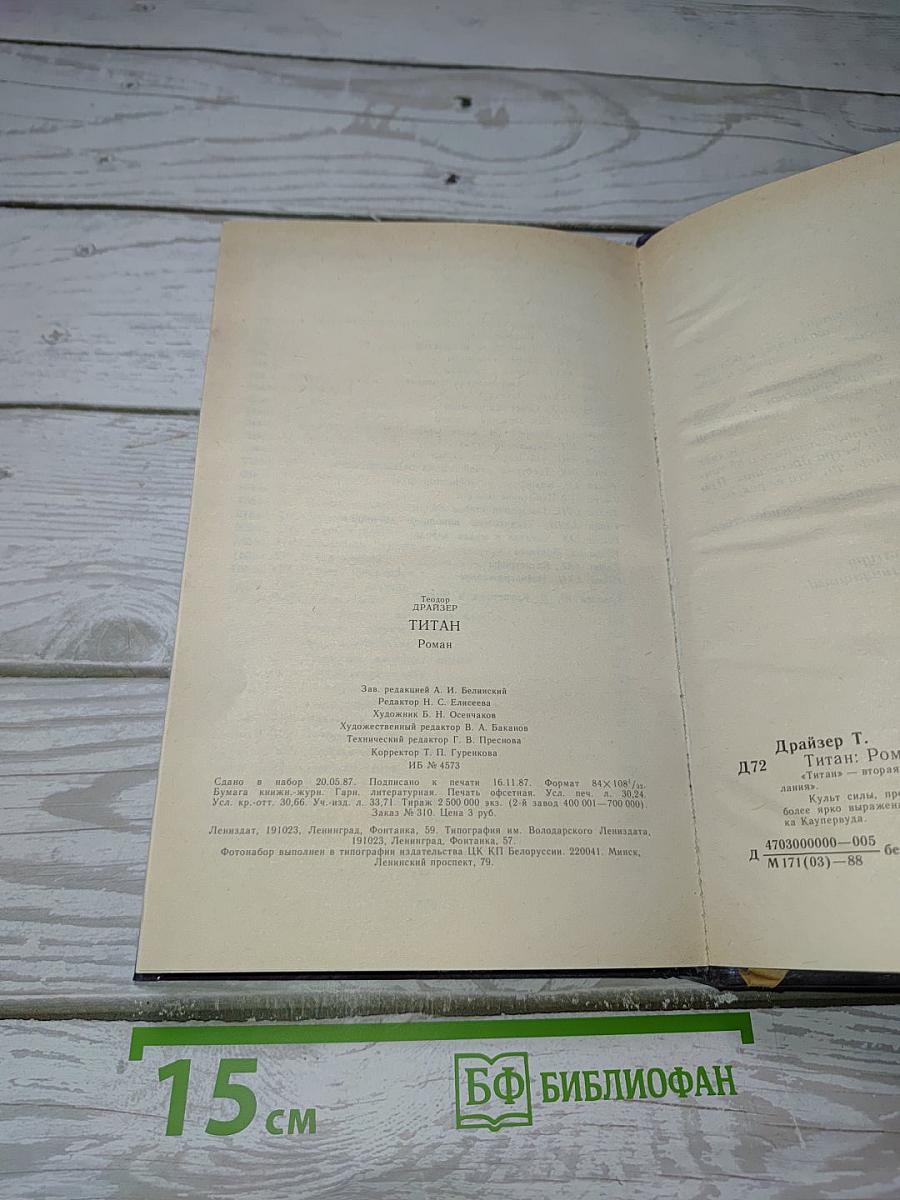 Теодор
ДРАЙЗЕР
ТИТАН
Роман
Зав. редакцией А. И. Белинский
Редактор Н. С. Елисеева
Художник Б. Н. Осенчаков
Художественный редактор В. А. Баканов
Технический редактор Г. В. Преснова
Корректор Т. П. Гуренкова
ИБ № 4573
Сдано в набор 20.05.87. Подписано к печати 16.11.87. Формат 84×108¹/₃₂.
Бумага книжн.-журн. Гарн. литературная. Печать офсетная. Усл. печ. л. 30,24.
Усл. кр.-отт. 30,66. Уч.-изд. л. 33,71. Тираж 2 500 000 экз. (2-й завод 400 001—700 000).
Заказ № 310. Цена 3 руб.
Лениздат, 191023, Ленинград, Фонтанка, 59. Типография им. Володарского Лениздата,
191023, Ленинград, Фонтанка, 57.
Фотонабор выполнен в типографии издательства ЦК КП Белоруссии. 220041. Минск,
Ленинский проспект, 79.
Драйзер Т.
Д72 Титан: Ром
«Титан» — вторая
лания».
Культ силы, пре
более ярко выражен
ка Каупервуда.
Д 4703000000—005 бе
М171(03)—88
15 см
БФ БИБЛИОФАН